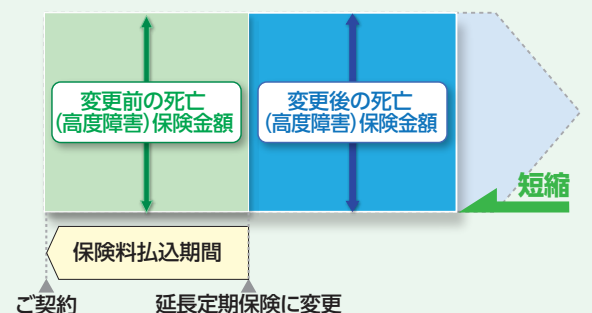 変更前の死亡
(高度障害)保険金額
変更後の死亡
(高度障害)保険金額
短縮
保険料払込期間
ご契約
延長定期保険に変更